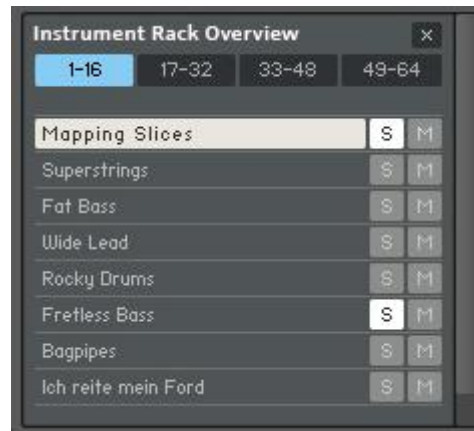 Instrument Rack Overview ×
1-16 17-32 33-48 49-64
Mapping Slices S M
Superstrings S M
Fat Bass S M
Wide Lead S M
Rocky Drums S M
Fretless Bass S M
Bagpipes S M
Ich reite mein Ford S M